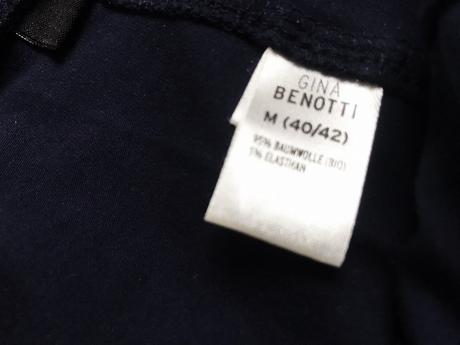 GINA
BENOTTI
M (40/42)
95% BAUMWOLLE (BIO)
5% ELASTHAN